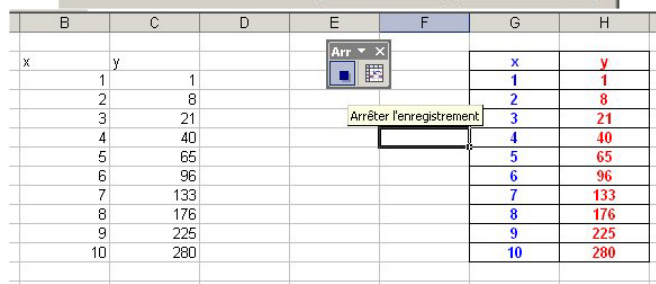 B C D E F G H
Arr
x y x y
1 1 1 1
2 8 2 8
Arrêter l'enregistrement
3 21 3 21
4 40 4 40
5 65 5 65
6 96 6 96
7 133 7 133
8 176 8 176
9 225 9 225
10 280 10 280